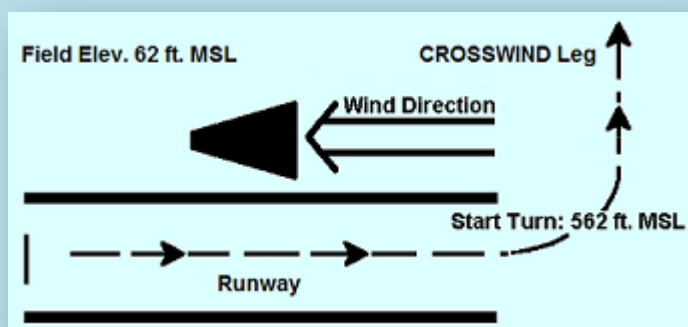 Field Elev. 62 ft. MSL
CROSSWIND Leg
Wind Direction
Start Turn: 562 ft. MSL
Runway